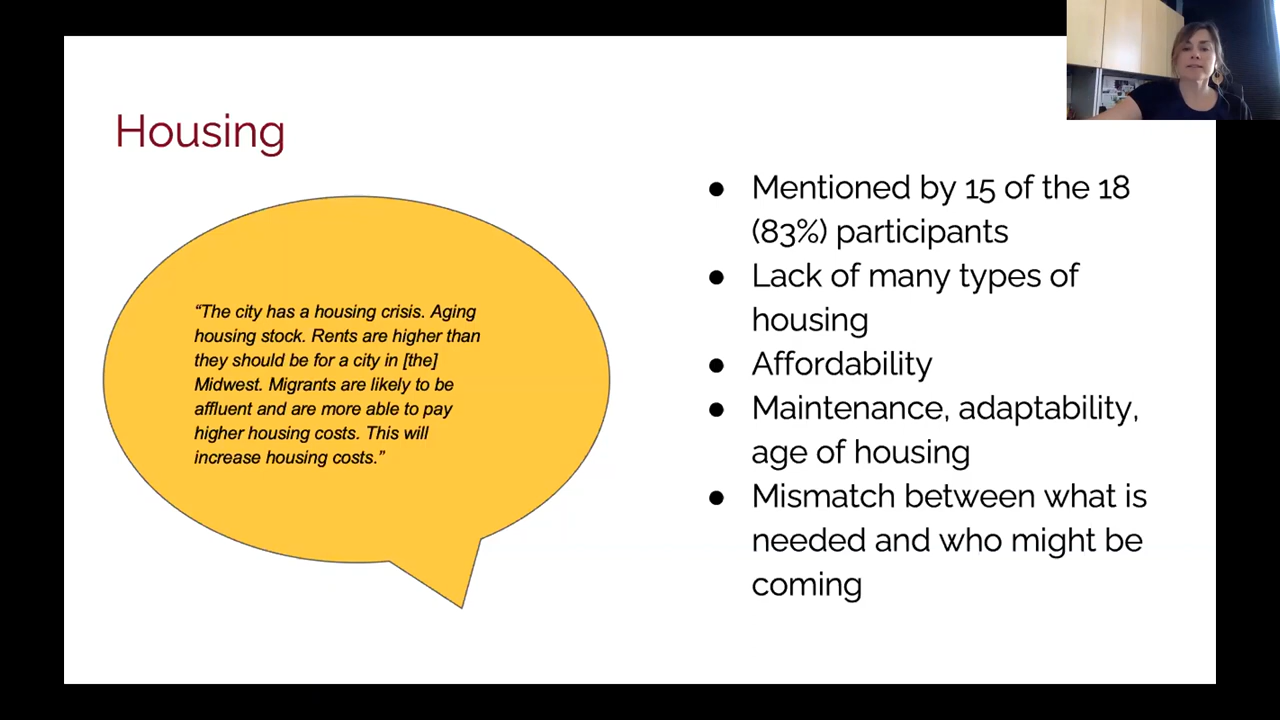 Housing
“The city has a housing crisis. Aging
housing stock. Rents are higher than
they should be for a city in [the]
Midwest. Migrants are likely to be
affluent and are more able to pay
higher housing costs. This will
increase housing costs.”
● Mentioned by 15 of the 18
(83%) participants
● Lack of many types of
housing
● Affordability
● Maintenance, adaptability,
age of housing
● Mismatch between what is
needed and who might be
coming